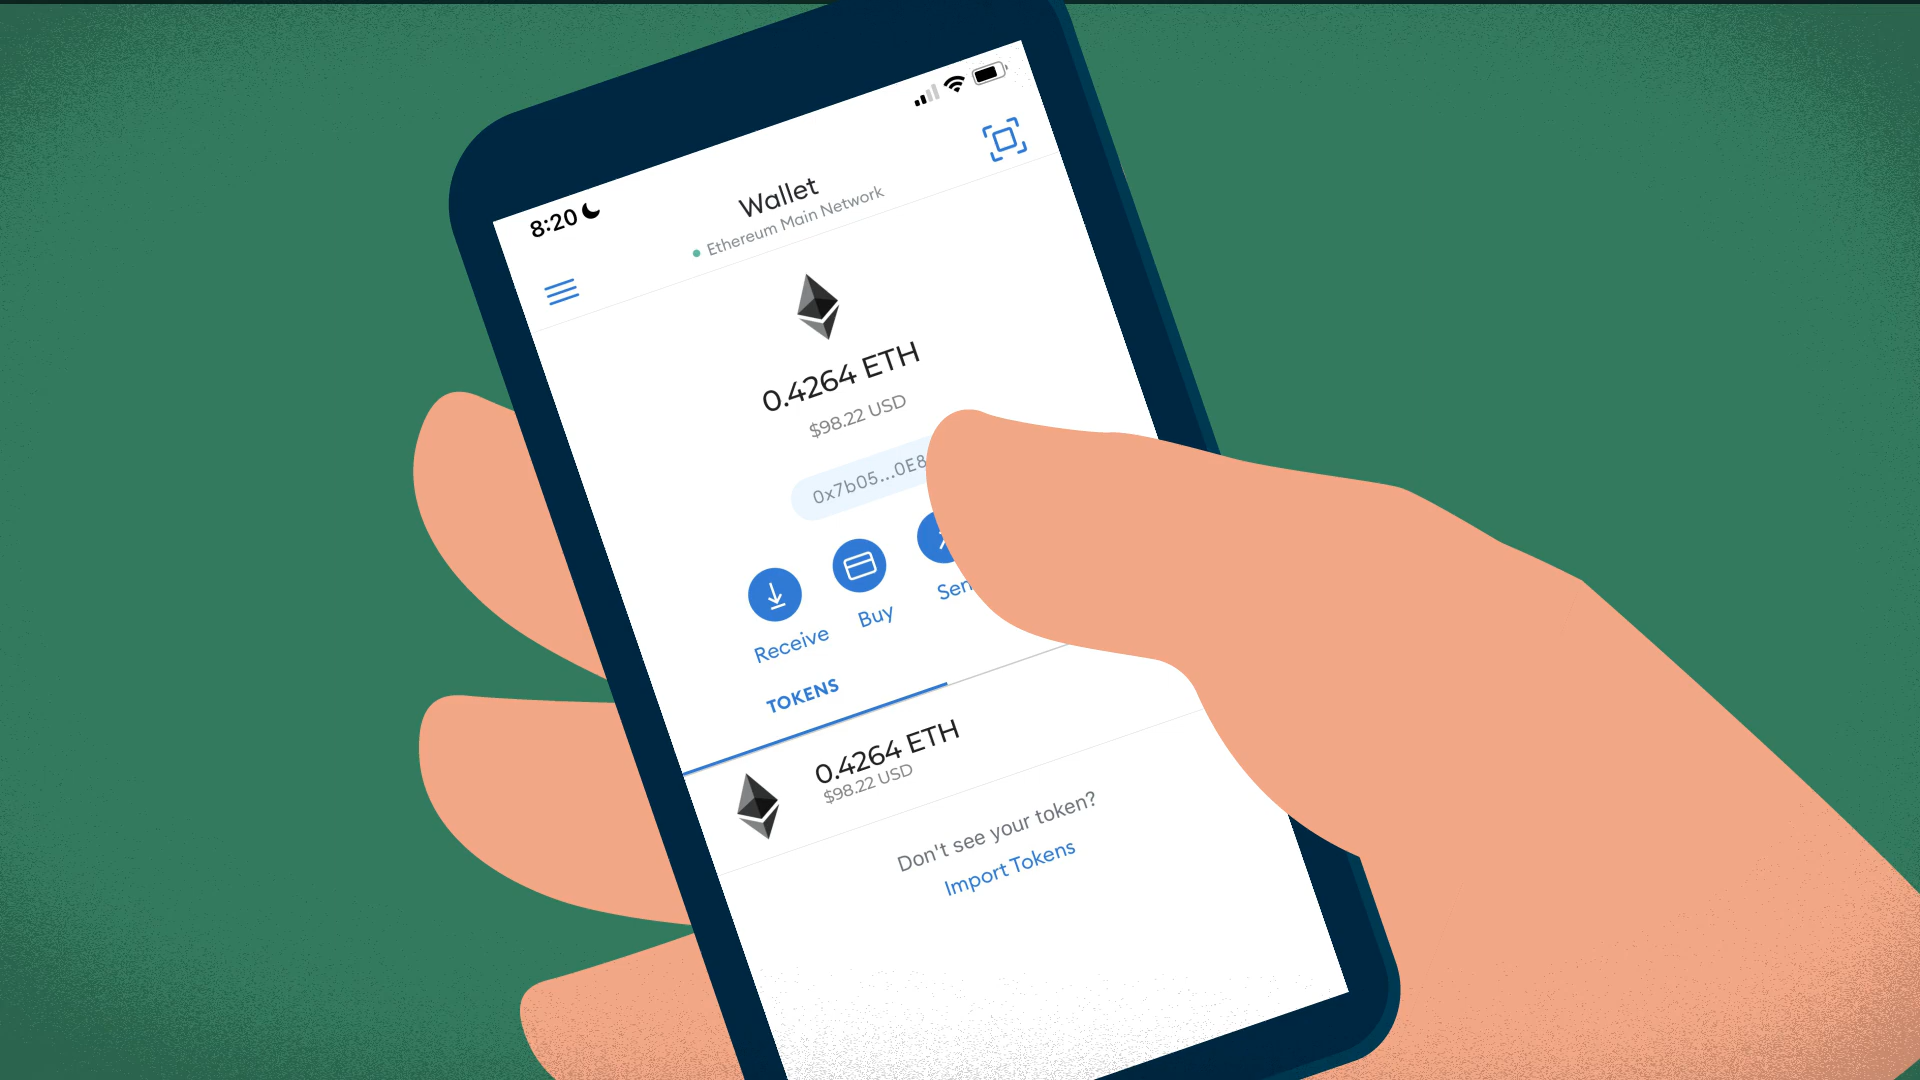 8:20
Wallet
Ethereum Main Network
0.4264 ETH
$98.22 USD
0x7b05...0E8
Receive
Buy
Sen
TOKENS
0.4264 ETH
$98.22 USD
Don't see your token?
Import Tokens